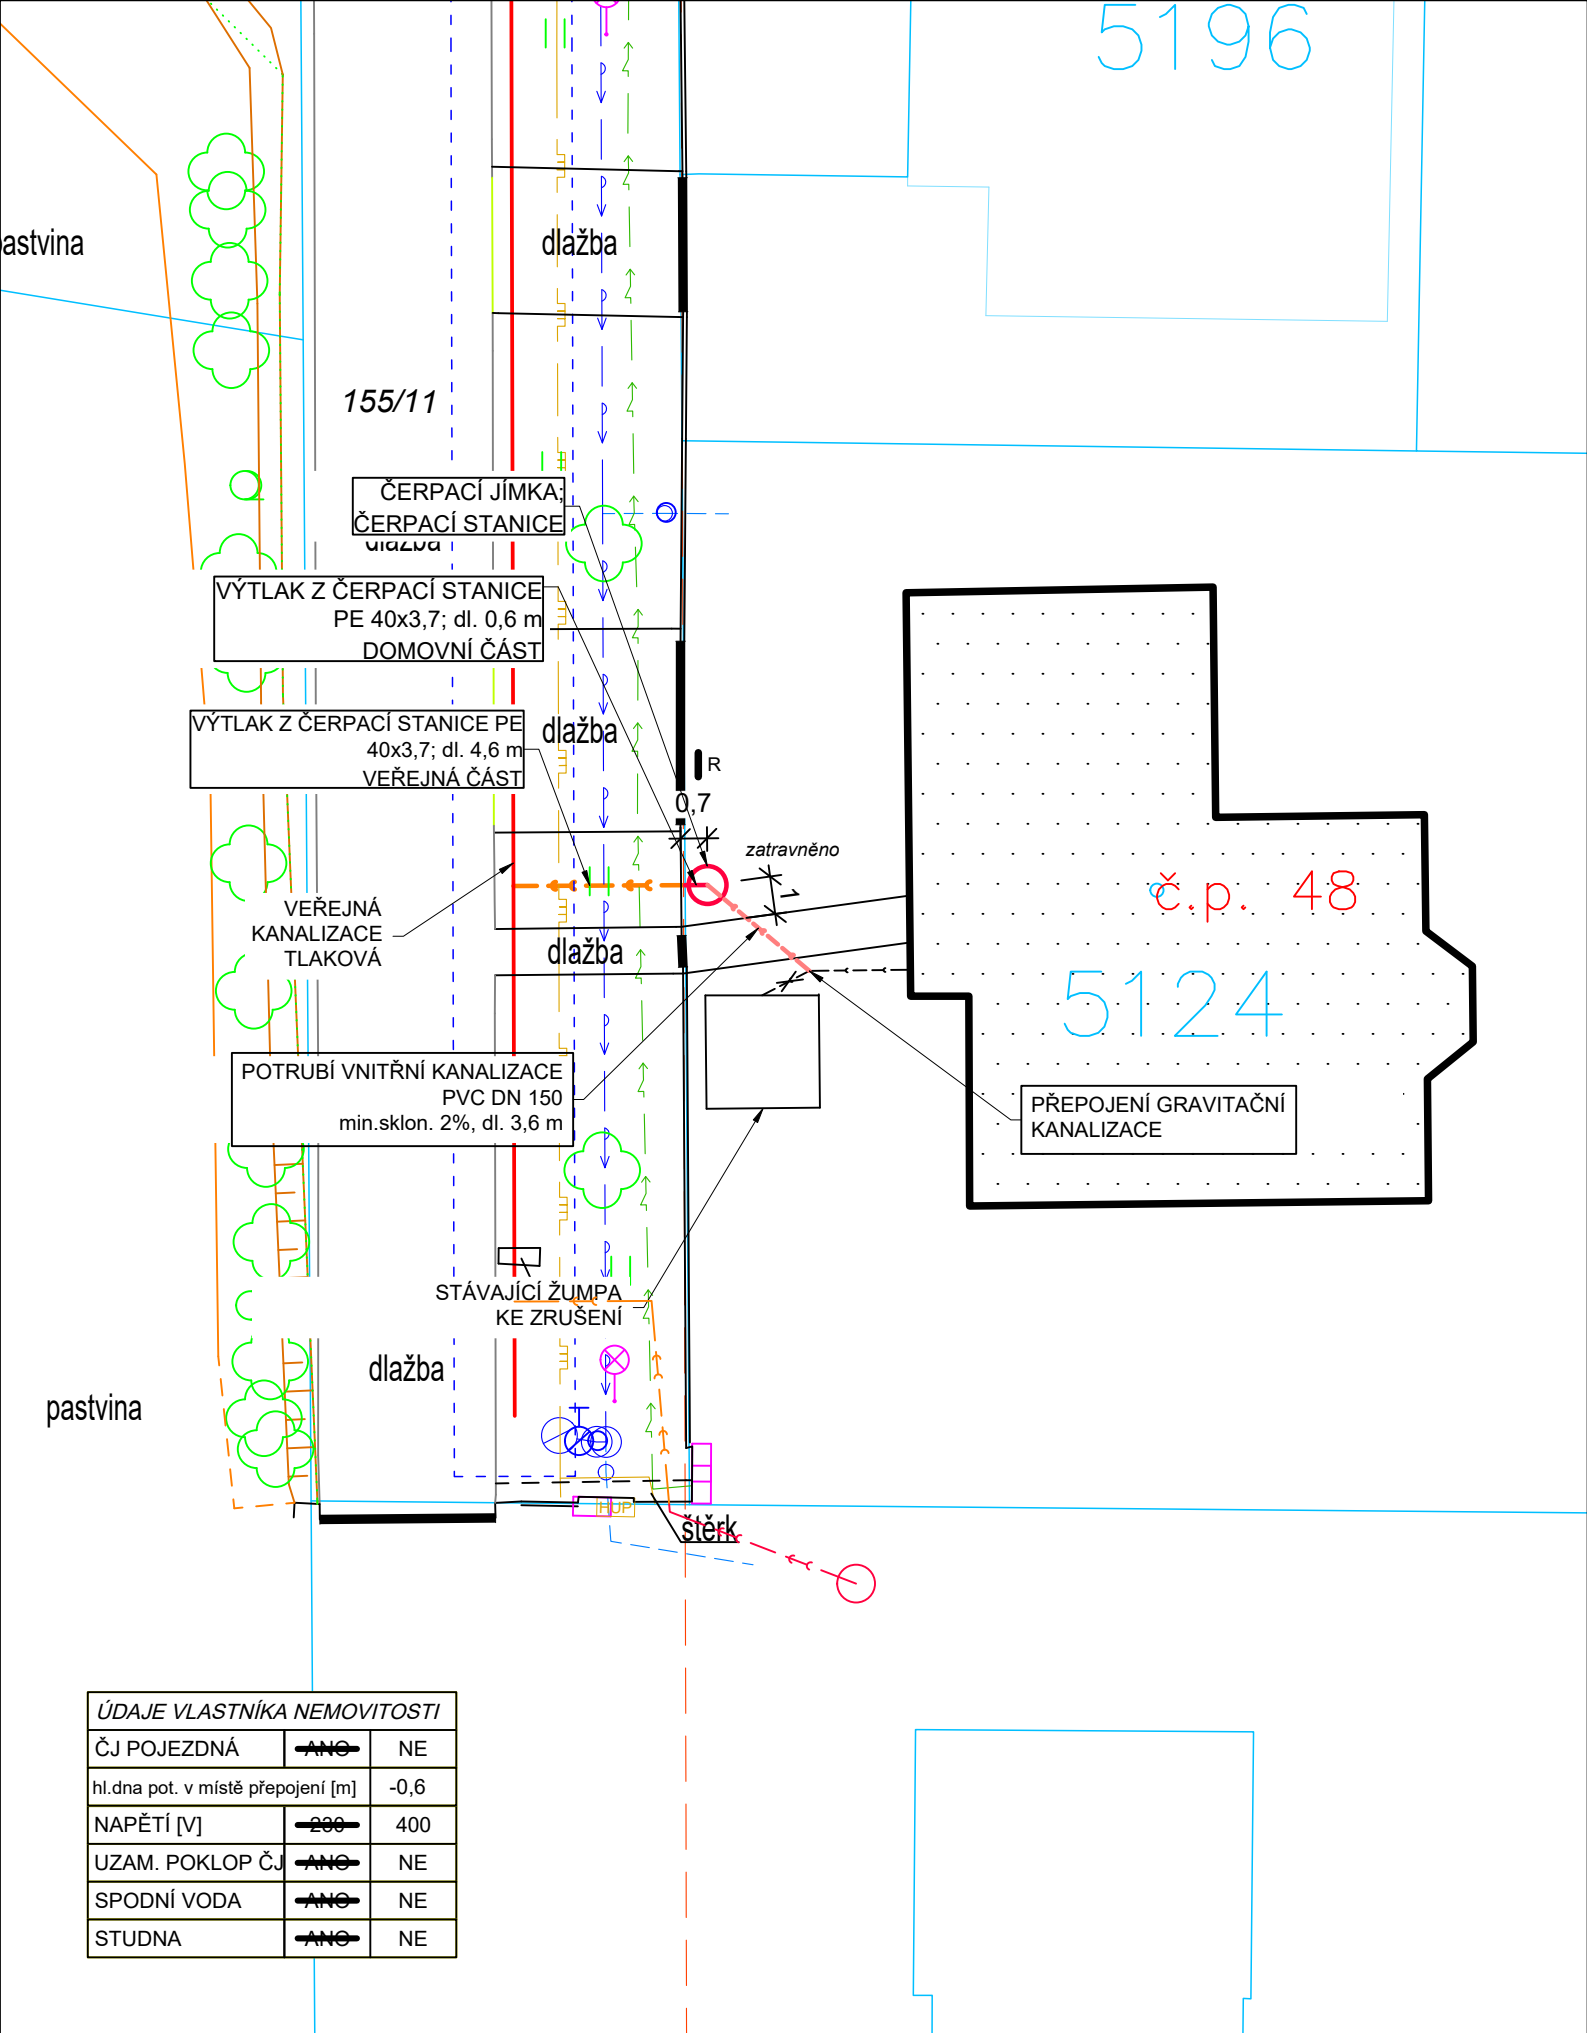 5196
dlažba
pastvina
155/11
ČERPACÍ JÍMKA;
ČERPACÍ STANICE
dlažba
VÝTLAK Z ČERPACÍ STANICE
PE 40x3,7; dl. 0,6 m
DOMOVNÍ ČÁST
VÝTLAK Z ČERPACÍ STANICE PE
40x3,7; dl. 4,6 m
VEŘEJNÁ ČÁST
dlažba
R
0,7
zatravněno
1
č.p. 48
VEŘEJNÁ
KANALIZACE
TLAKOVÁ
dlažba
5124
POTRUBÍ VNITŘNÍ KANALIZACE
PVC DN 150
min.sklon. 2%, dl. 3,6 m
PŘEPOJENÍ GRAVITAČNÍ
KANALIZACE
STÁVAJÍCÍ ŽUMPA
KE ZRUŠENÍ
dlažba
pastvina
HUP
štěrk
ÚDAJE VLASTNÍKA NEMOVITOSTI
ČJ POJEZDNÁ ANO NE
hl.dna pot. v místě přepojení [m] -0,6
NAPĚTÍ [V] 230 400
UZAM. POKLOP ČJ ANO NE
SPODNÍ VODA ANO NE
STUDNA ANO NE